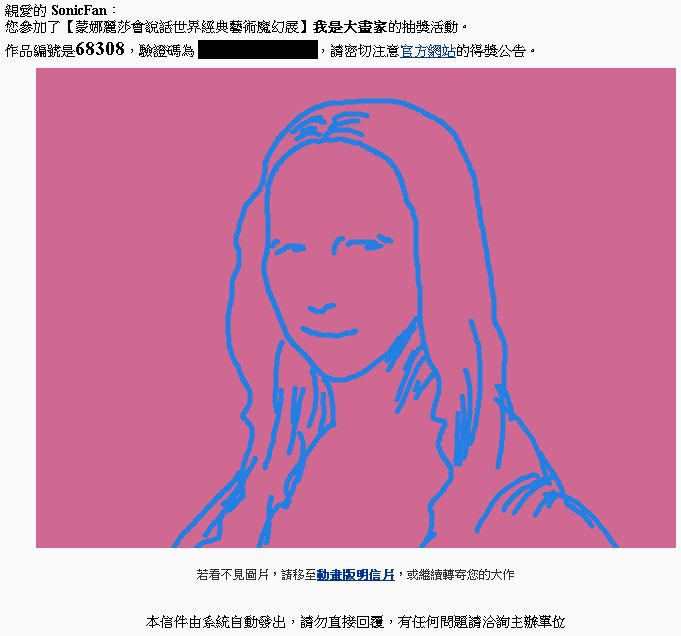 親愛的 SonicFan：
您參加了【蒙娜麗莎會說話世界經典藝術魔幻展】我是大畫家的抽獎活動。
作品編號是68308，驗證碼為，請密切注意官方網站的得獎公告。
若看不見圖片，請移至動畫版明信片，或繼續轉寄您的大作
本信件由系統自動發出，請勿直接回覆，有任何問題請洽詢主辦單位